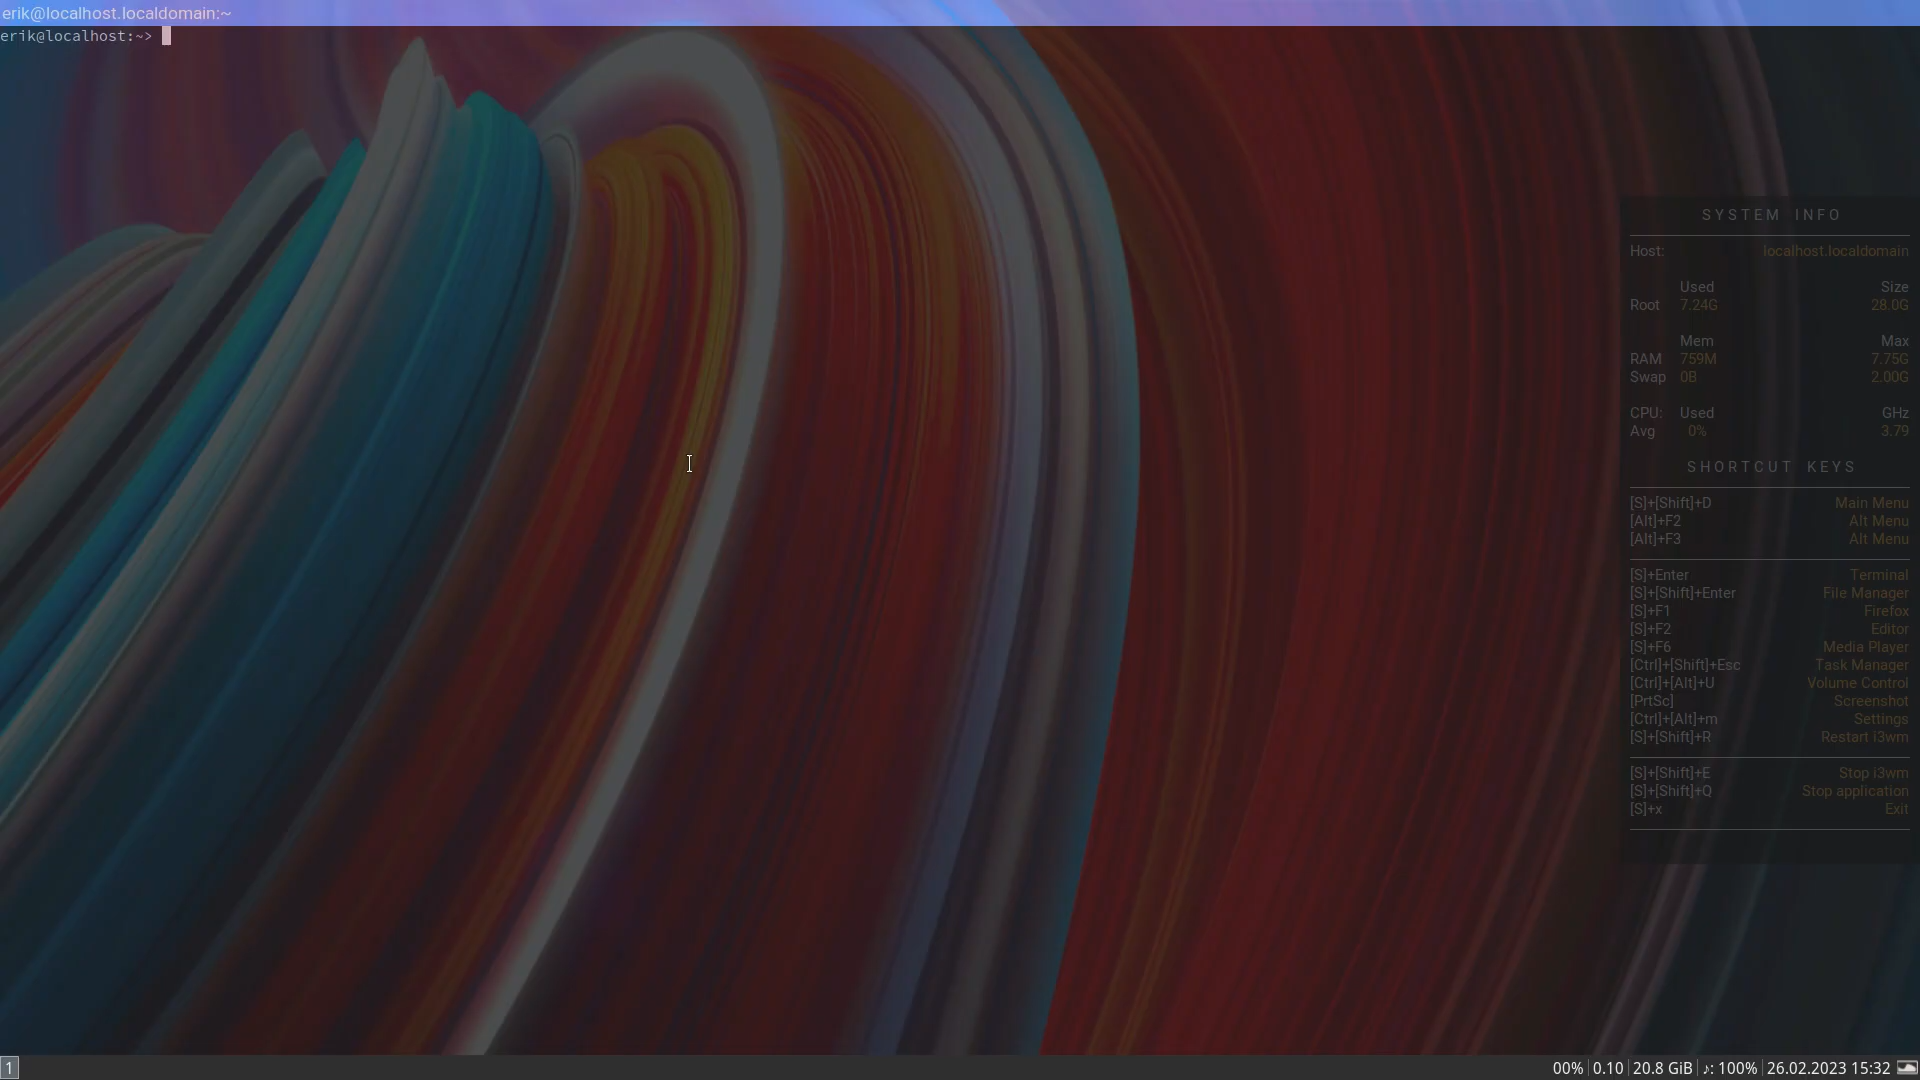 erik@localhost.localdomain:~
erik@localhost:~>
SYSTEM INFO
Host: localhost.localdomain
Used Size
Root 7.24G 28.0G
Mem Max
RAM 759M 7.75G
Swap 0B 2.00G
CPU: Used GHz
Avg 0% 3.79
SHORTCUT KEYS
[S]+[Shift]+D Main Menu
[Alt]+F2 Alt Menu
[Alt]+F3 Alt Menu
[S]+Enter Terminal
[S]+[Shift]+Enter File Manager
[S]+F1 Firefox
[S]+F2 Editor
[S]+F6 Media Player
[Ctrl]+[Shift]+Esc Task Manager
[Ctrl]+[Alt]+U Volume Control
[PrtSc] Screenshot
[Ctrl]+[Alt]+m Settings
[S]+[Shift]+R Restart i3wm
[S]+[Shift]+E Stop i3wm
[S]+[Shift]+Q Stop application
[S]+x Exit
1 00% 0.10 20.8 GiB ♪: 100% 26.02.2023 15:32